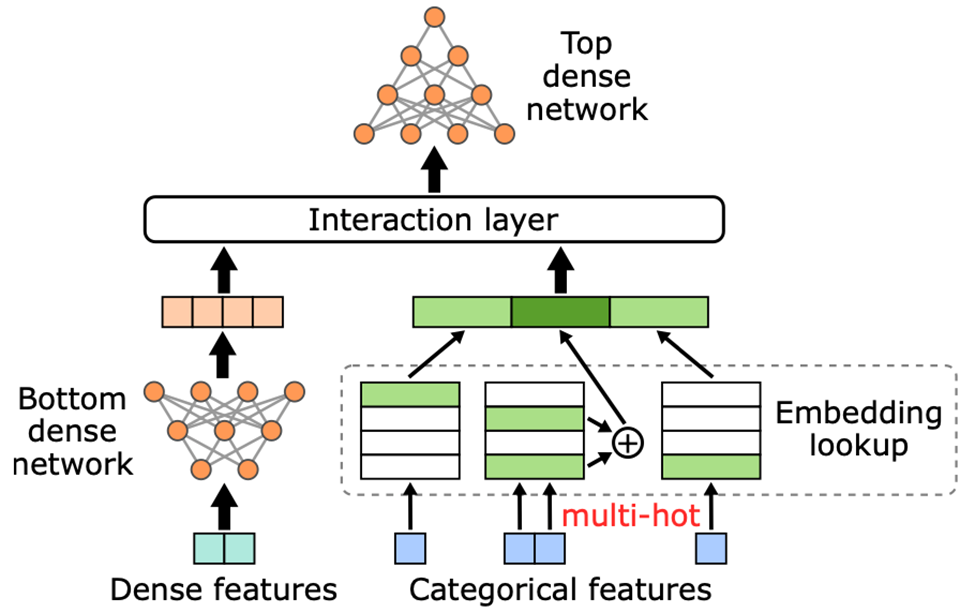 Top
dense
network
Interaction layer
Bottom
dense
network
Embedding
lookup
multi-hot
Dense features
Categorical features